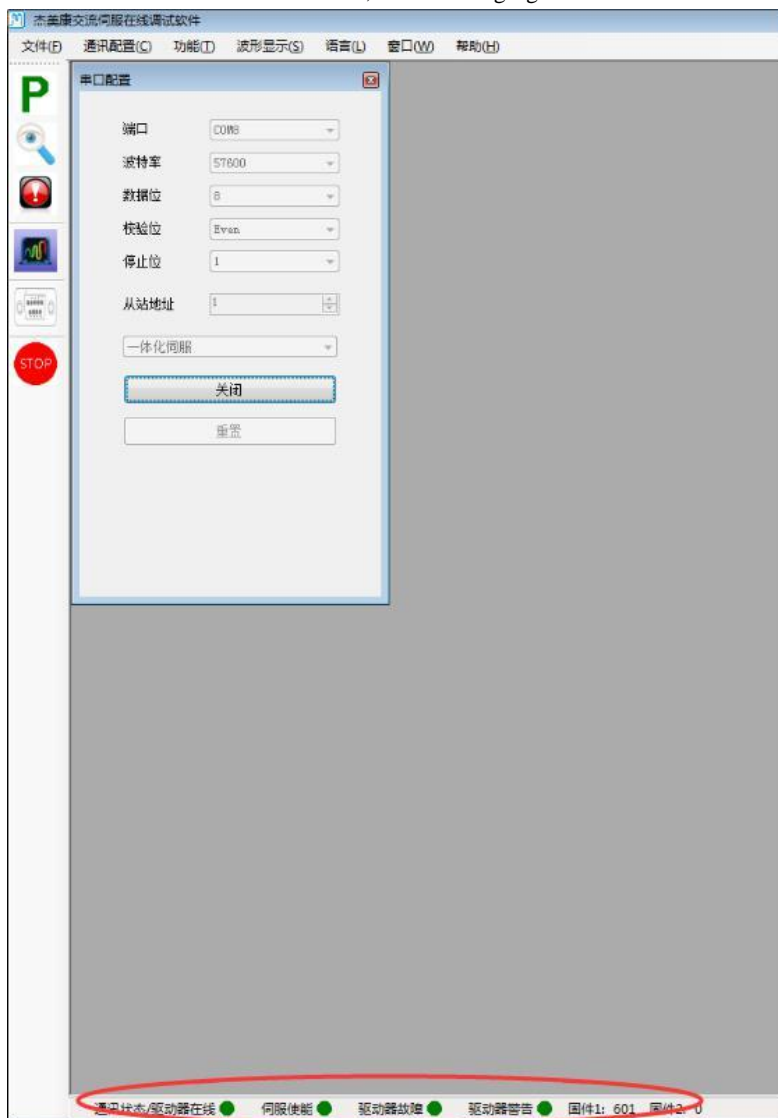 杰美康交流伺服在线调试软件
文件(F) 通讯配置(C) 功能(T) 波形显示(S) 语言(L) 窗口(W) 帮助(H)
串口配置
P
端口 COM8
波特率 57600
数据位 8
校验位 Even
停止位 1
从站地址 1
一体化伺服
STOP
关闭
重置
通讯状态/驱动器在线 伺服使能 驱动器故障 驱动器警告 固件1: 601 固件2: 0